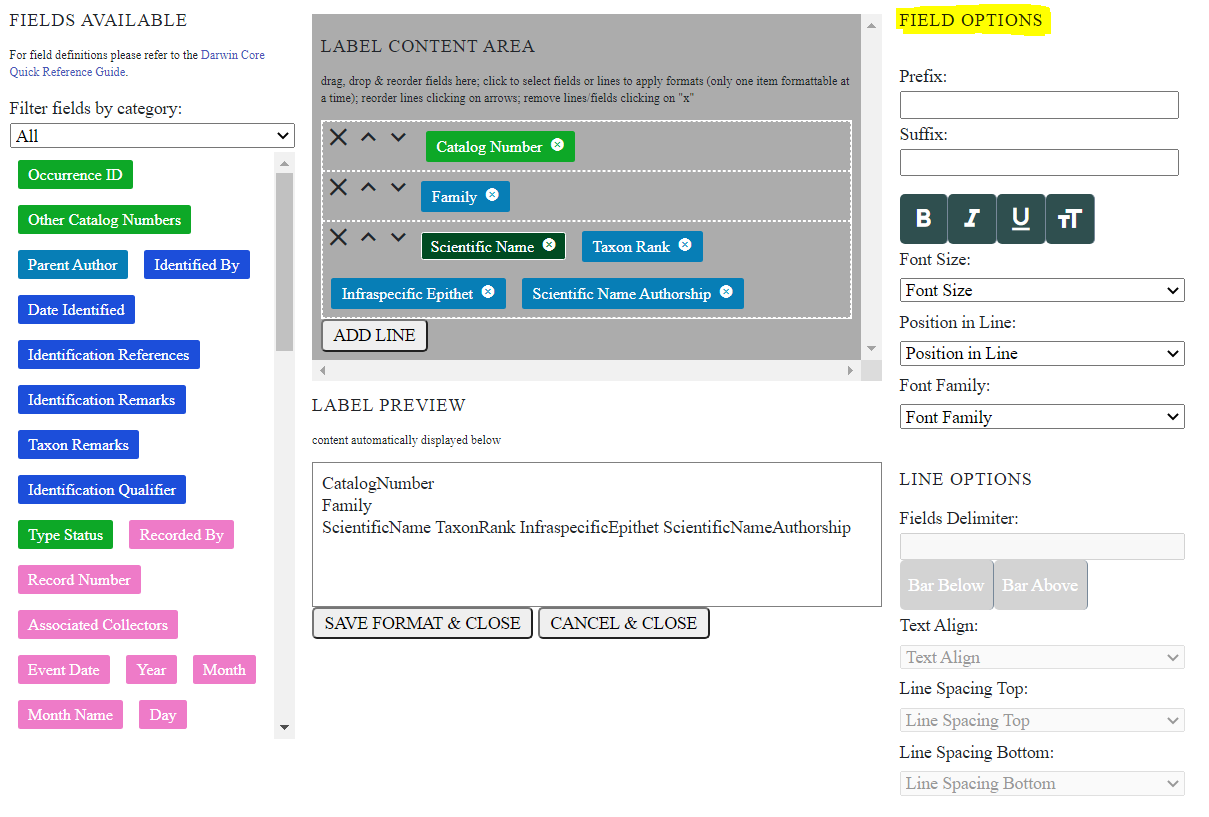 FIELDS AVAILABLE
For field definitions please refer to the Darwin Core
Quick Reference Guide.
Filter fields by category:
All
Occurrence ID
Other Catalog Numbers
Parent Author
Identified By
Date Identified
Identification References
Identification Remarks
Taxon Remarks
Identification Qualifier
Type Status
Recorded By
Record Number
Associated Collectors
Event Date
Year
Month
Month Name
Day
LABEL CONTENT AREA
drag, drop & reorder fields here; click to select fields or lines to apply formats (only one item formattable at
a time); reorder lines clicking on arrows; remove lines/fields clicking on "x"
Catalog Number
Family
Scientific Name
Taxon Rank
Infraspecific Epithet
Scientific Name Authorship
ADD LINE
LABEL PREVIEW
content automatically displayed below
CatalogNumber
Family
ScientificName TaxonRank InfraspecificEpithet ScientificNameAuthorship
SAVE FORMAT & CLOSE
CANCEL & CLOSE
FIELD OPTIONS
Prefix:
Suffix:
B I U TT
Font Size:
Font Size
Position in Line:
Position in Line
Font Family:
Font Family
LINE OPTIONS
Fields Delimiter:
Bar Below
Bar Above
Text Align:
Text Align
Line Spacing Top:
Line Spacing Top
Line Spacing Bottom:
Line Spacing Bottom